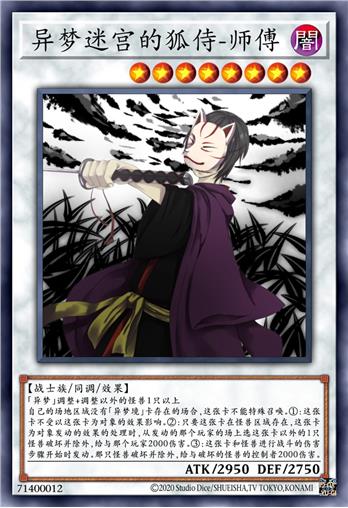 异梦迷宫的狐侍-师傅
闇
【战士族/同调/效果】
「异梦」调整+调整以外的怪兽1只以上
自己的场地区域没有「异梦境」卡存在的场合，这张卡不能特殊召唤。①：这张
卡不受以这张卡为对象的效果影响。②：只要这张卡在怪兽区域存在，这张卡
为对象发动的效果的处理时，从发动的那个玩家的场上选这张卡以外的1只
怪兽破坏并除外，给与那个玩家2000伤害。③：这张卡和怪兽进行战斗的伤害
步骤开始时发动。那只怪兽破坏并除外，给与破坏的怪兽的控制者2000伤害。
ATK/2950 DEF/2750
71400012
©2020 Studio Dice/SHUEISHA,TV TOKYO,KONAMI